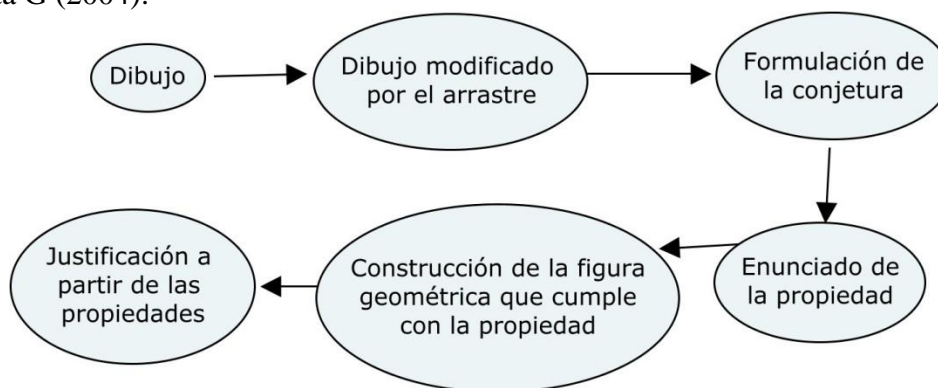 G (2004).
Dibujo
Dibujo modificado
por el arrastre
Formulación de
la conjetura
Enunciado de
la propiedad
Construcción de la figura
geométrica que cumple
con la propiedad
Justificación a
partir de las
propiedades